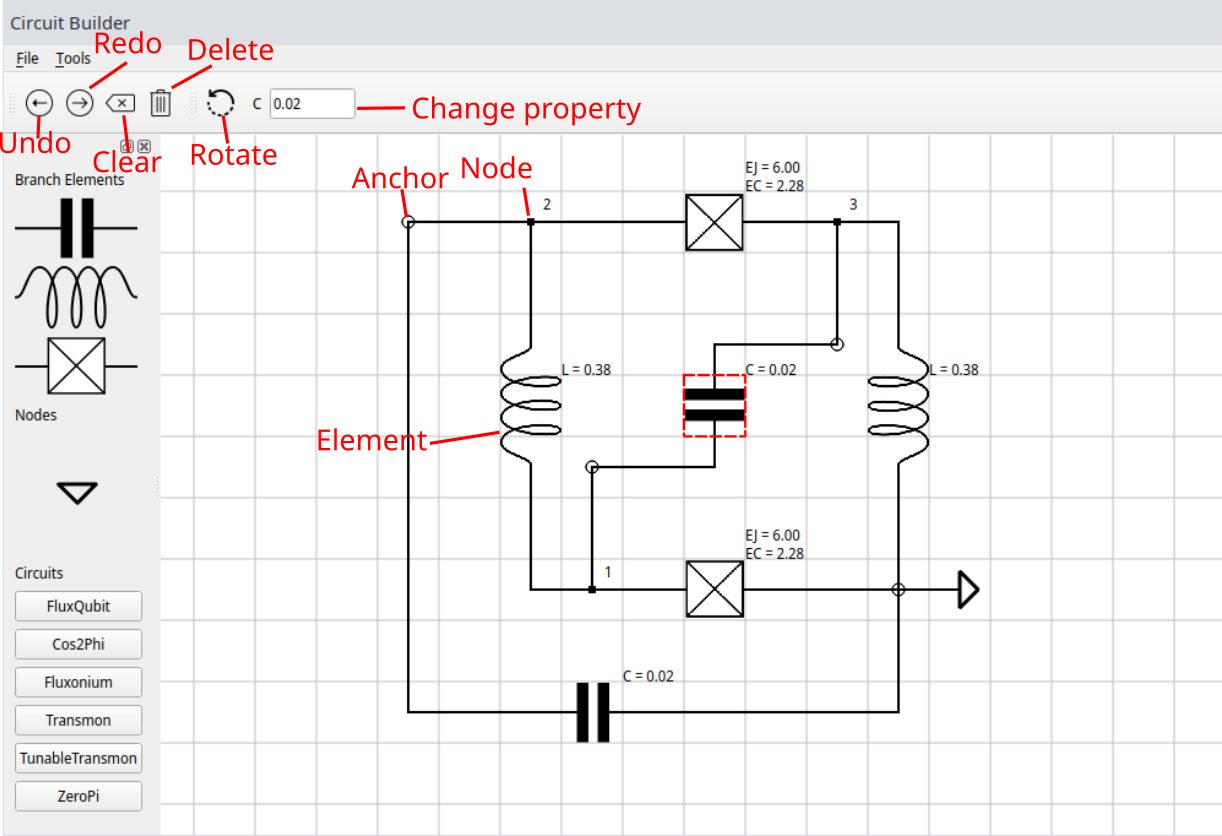 Circuit Builder
File Tools
Redo
Delete
C 0.02
Change property
Undo
Clear
Rotate
Branch Elements
Anchor
Node
EJ = 6.00
EC = 2.28
2
3
L = 0.38
C = 0.02
L = 0.38
Nodes
Element
EJ = 6.00
EC = 2.28
1
Circuits
FluxQubit
Cos2Phi
Fluxonium
C = 0.02
Transmon
TunableTransmon
ZeroPi